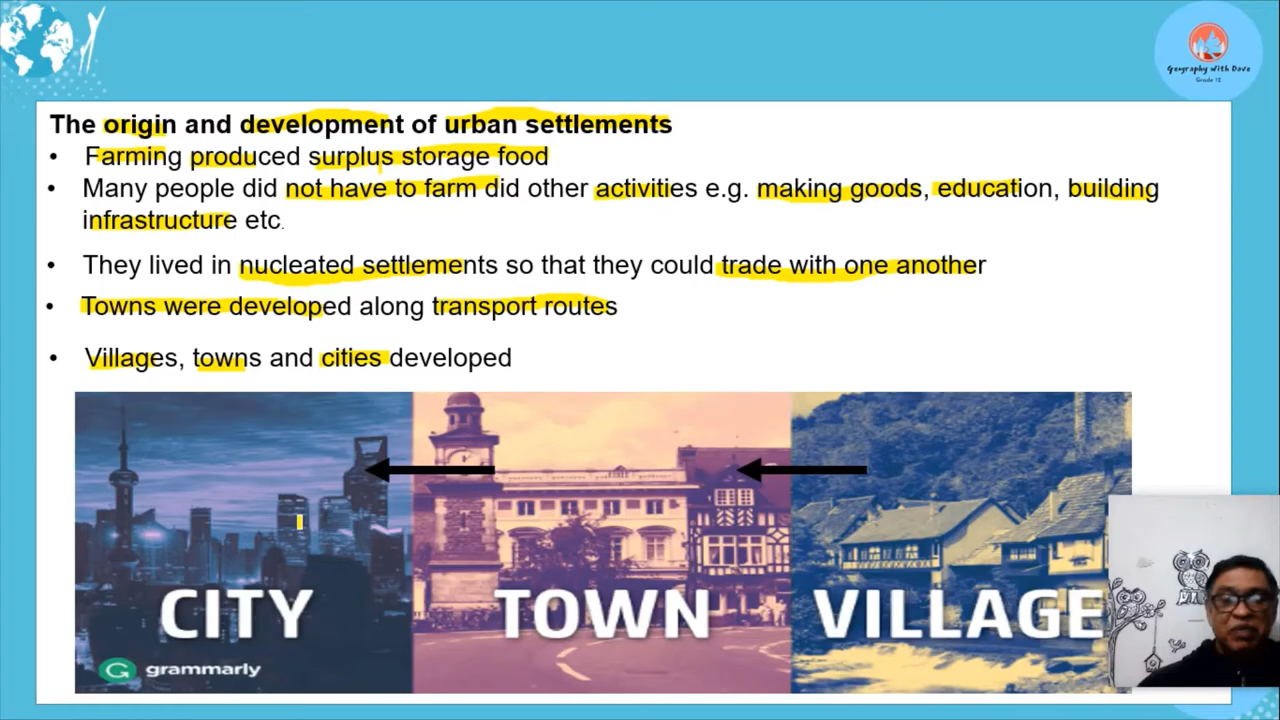 Geography With Dave
Grade 12
The origin and development of urban settlements
• Farming produced surplus storage food
• Many people did not have to farm did other activities e.g. making goods, education, building
infrastructure etc.
• They lived in nucleated settlements so that they could trade with one another
• Towns were developed along transport routes
• Villages, towns and cities developed
CITY
TOWN
VILLAGE
grammarly